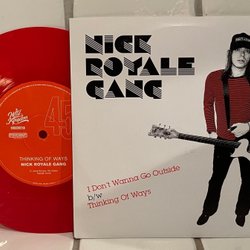 NICK
ROYALE
GANG
I Don't Wanna Go Outside
b/w
Thinking Of Ways
45
THINKING OF WAYS
NICK ROYALE GANG